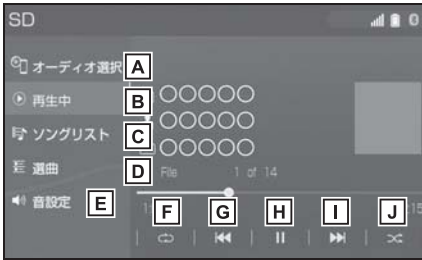 SD
オーディオ選択 A
再生中 B
ソングリスト C
選曲 D
音設定 E
○○○○○
○○○○○
○○○○○
File 1 of 14
F G H I J